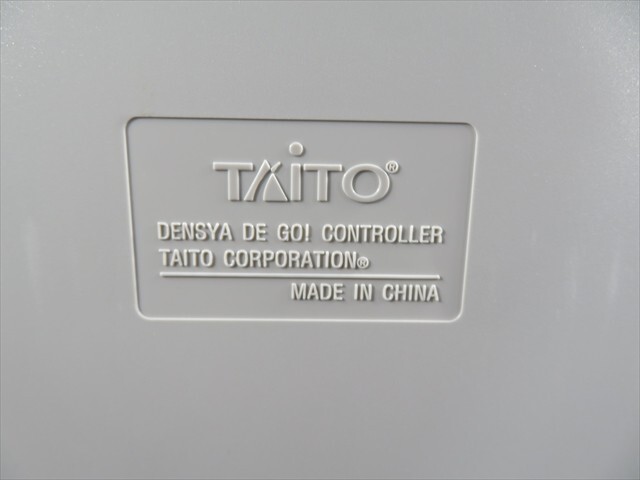 TAITO®
DENSYA DE GO! CONTROLLER
TAITO CORPORATION®
MADE IN CHINA